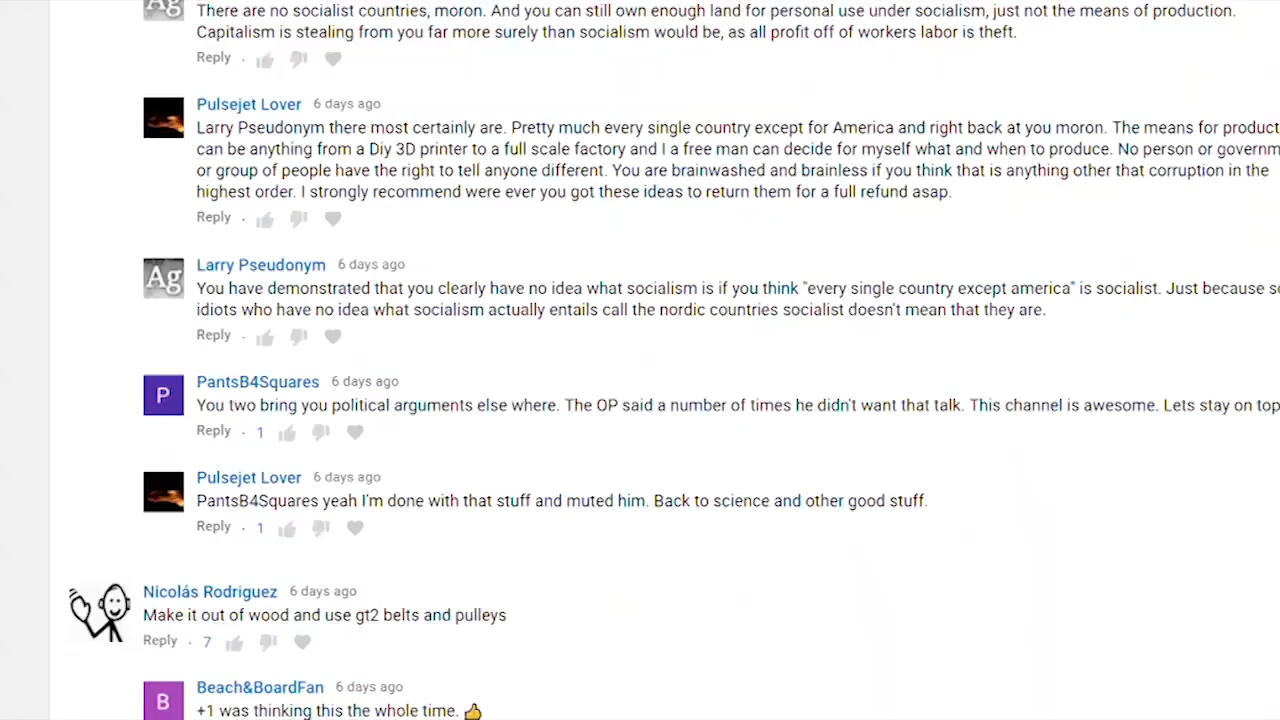 Ag
There are no socialist countries, moron. And you can still own enough land for personal use under socialism, just not the means of production.
Capitalism is stealing from you far more surely than socialism would be, as all profit off of workers labor is theft.
Reply ·
Pulsejet Lover 6 days ago
Larry Pseudonym there most certainly are. Pretty much every single country except for America and right back at you moron. The means for product
can be anything from a Diy 3D printer to a full scale factory and I a free man can decide for myself what and when to produce. No person or governm
or group of people have the right to tell anyone different. You are brainwashed and brainless if you think that is anything other that corruption in the
highest order. I strongly recommend were ever you got these ideas to return them for a full refund asap.
Reply ·
Ag
Larry Pseudonym 6 days ago
You have demonstrated that you clearly have no idea what socialism is if you think "every single country except america" is socialist. Just because so
idiots who have no idea what socialism actually entails call the nordic countries socialist doesn't mean that they are.
Reply ·
P
PantsB4Squares 6 days ago
You two bring you political arguments else where. The OP said a number of times he didn't want that talk. This channel is awesome. Lets stay on top
Reply · 1
Pulsejet Lover 6 days ago
PantsB4Squares yeah I'm done with that stuff and muted him. Back to science and other good stuff.
Reply · 1
Nicolás Rodriguez 6 days ago
Make it out of wood and use gt2 belts and pulleys
Reply · 7
B
Beach&BoardFan 6 days ago
+1 was thinking this the whole time. 👍